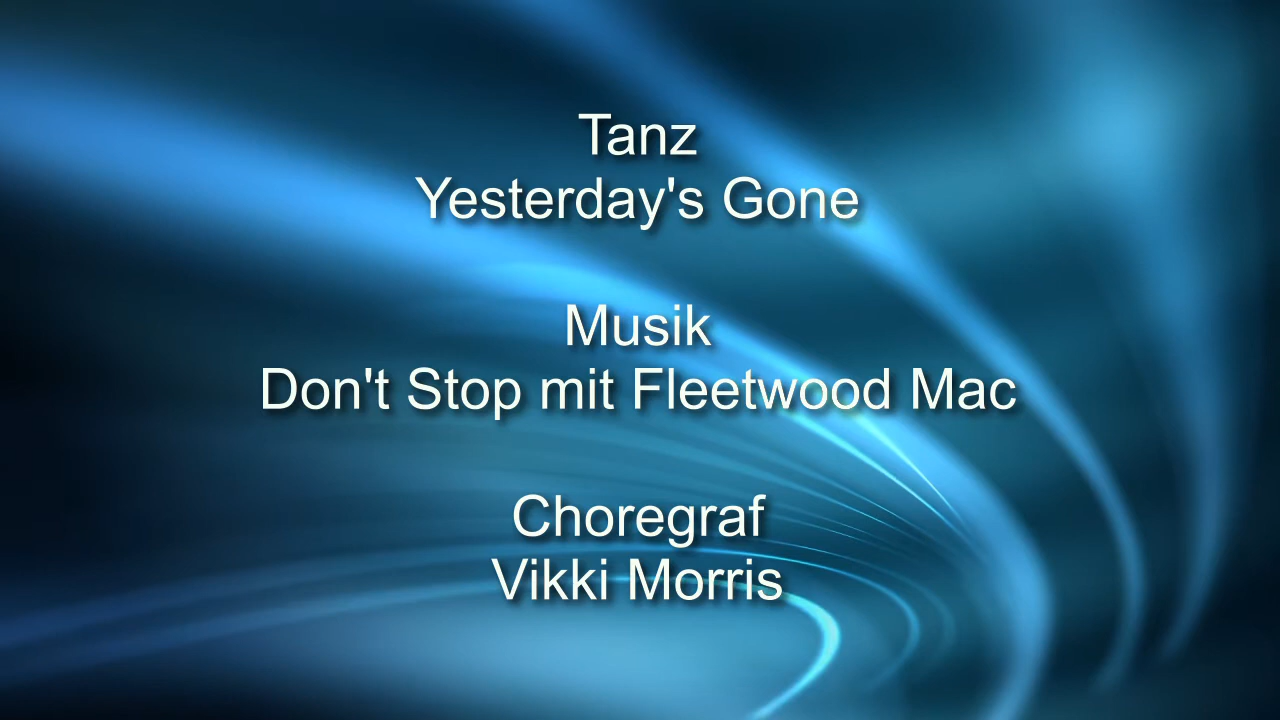 Tanz
Yesterday's Gone
Musik
Don't Stop mit Fleetwood Mac
Choregraf
Vikki Morris